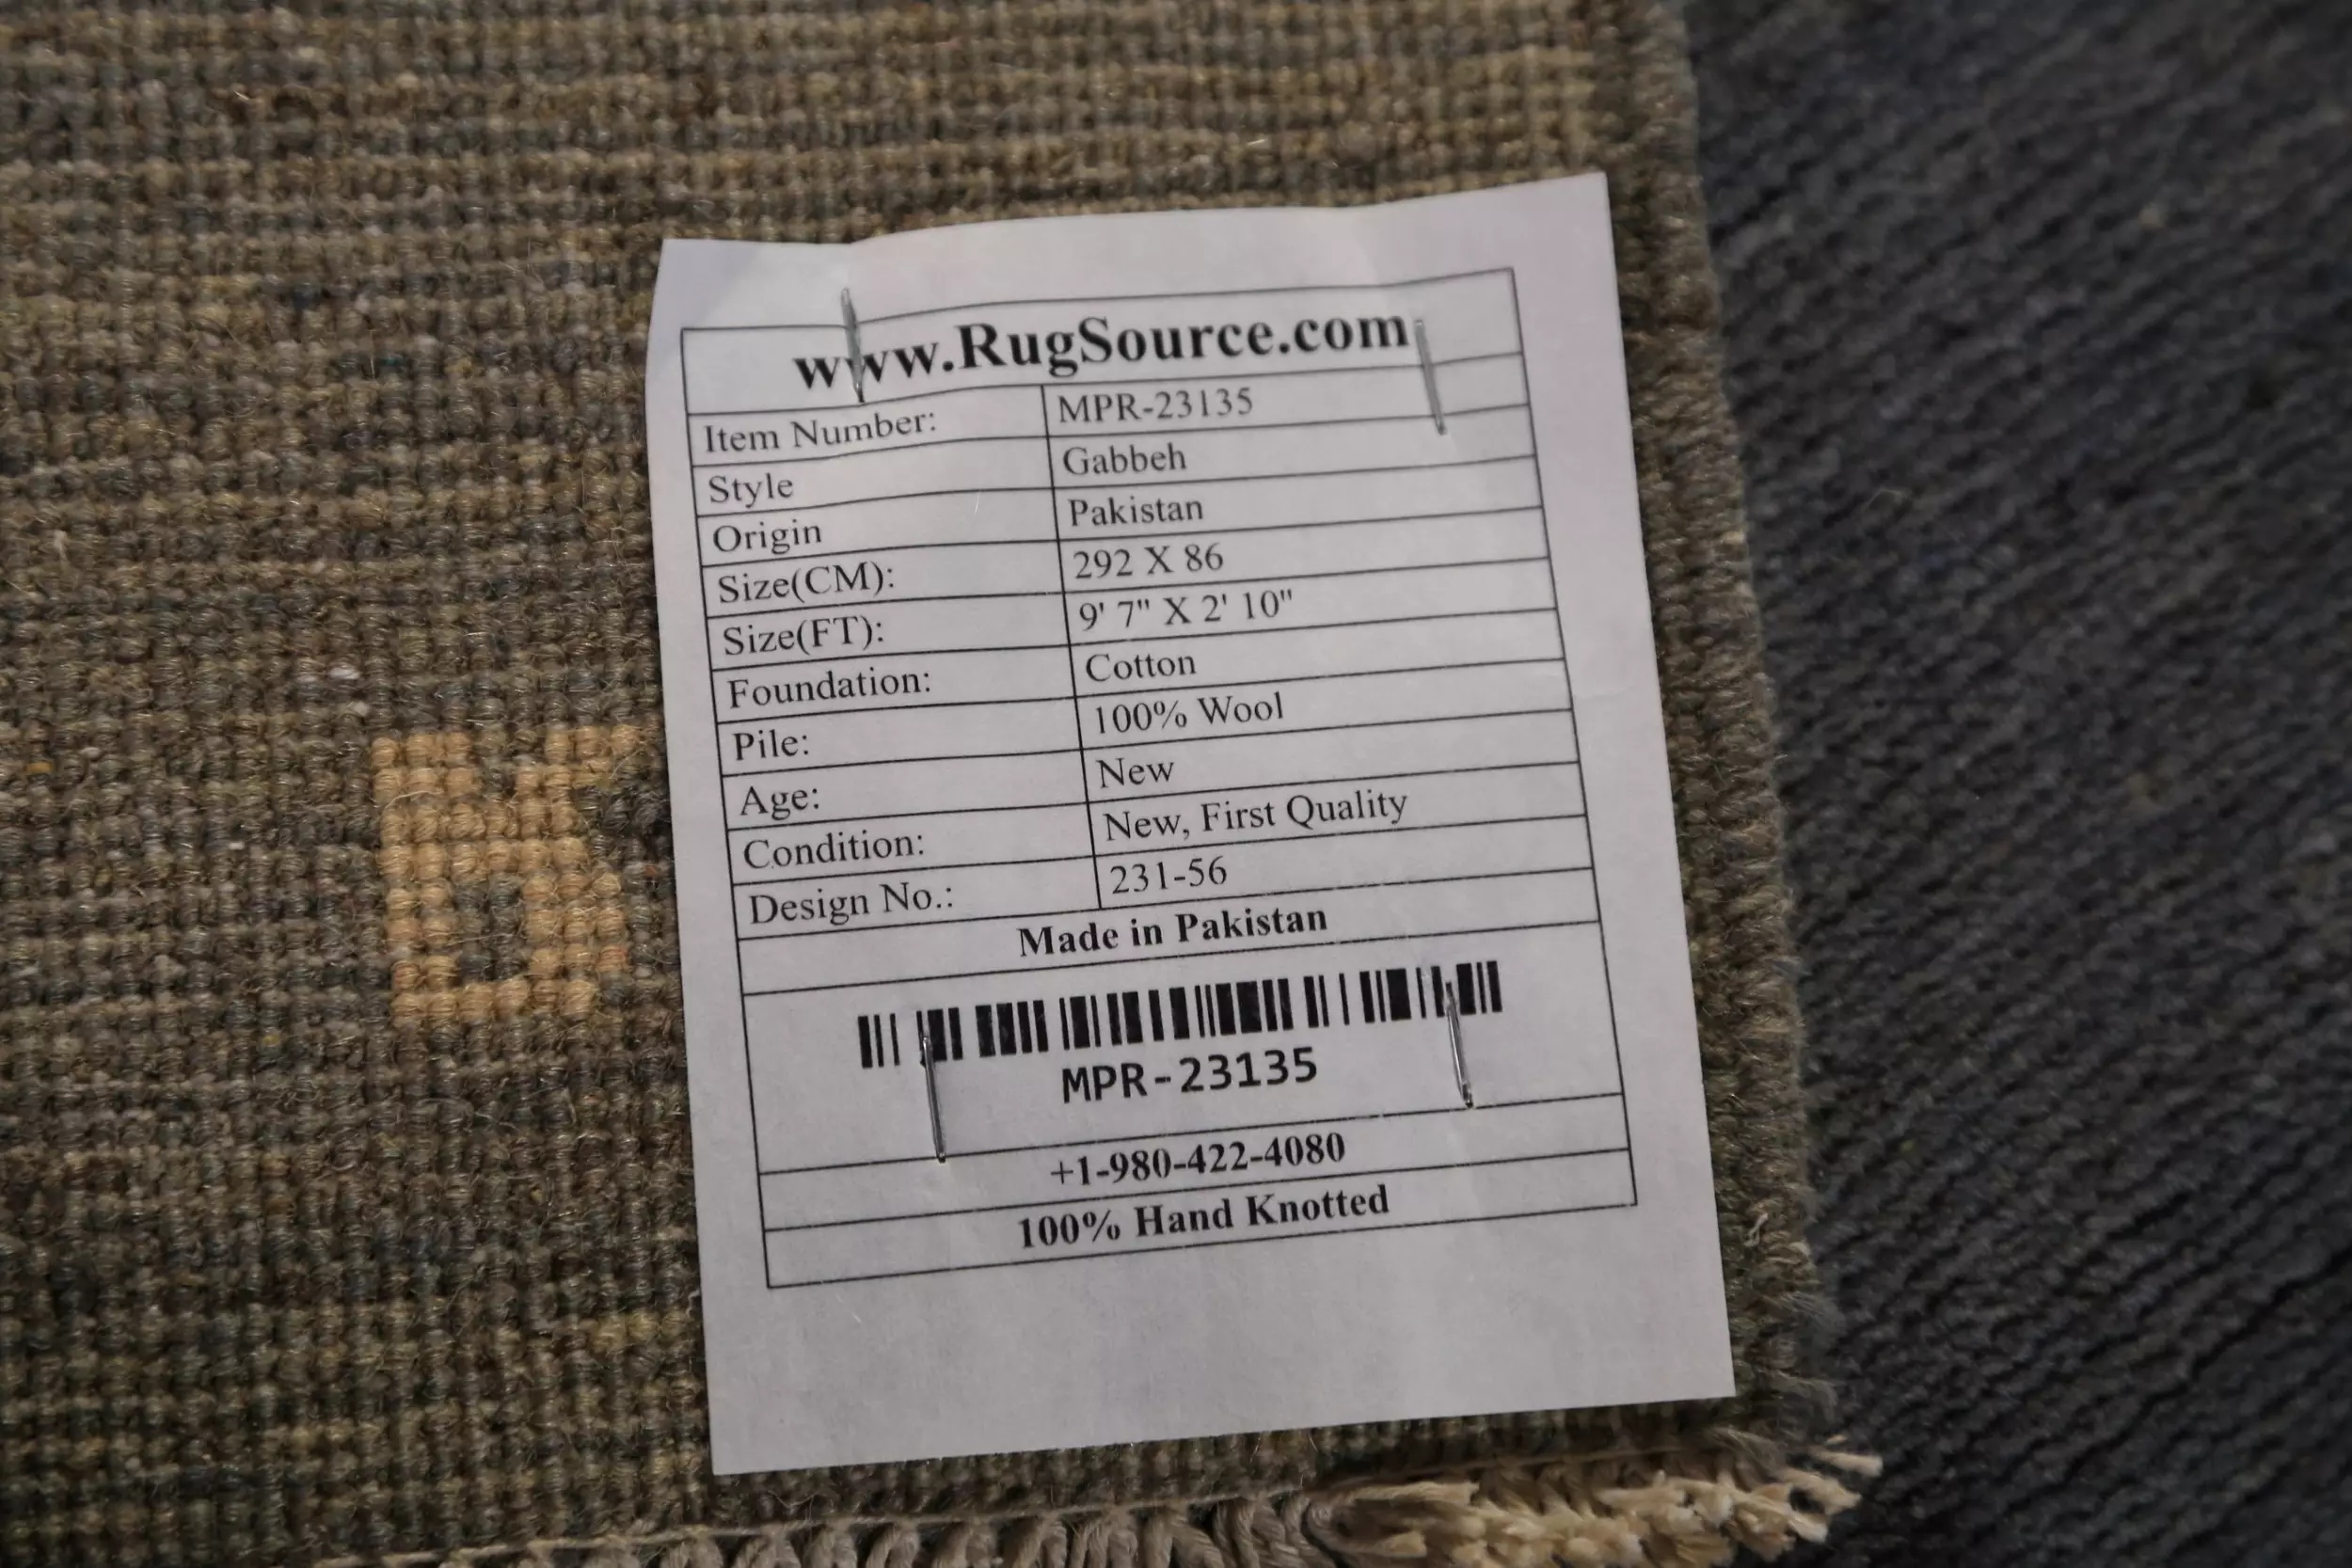 www.RugSource.com
Item Number: MPR-23135
Style Gabbeh
Origin Pakistan
Size(CM): 292 X 86
Size(FT): 9' 7" X 2' 10"
Foundation: Cotton
Pile: 100% Wool
Age: New
Condition: New, First Quality
Design No.: 231-56
Made in Pakistan
MPR-23135
+1-980-422-4080
100% Hand Knotted